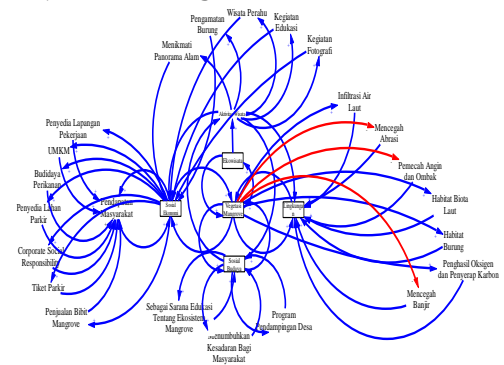 Wisata Perahu
Pengamatan
Burung
Kegiatan
Edukasi
Kegiatan
Fotografi
Menikmati
Panorama Alam
Infiltrasi Air
Laut
Penyedia Lapangan
Pekerjaan
Mencegah
Abrasi
UMKM
Budidaya
Perikanan
Ekowisata
Pemecah Angin
dan Ombak
Penyedia Lahan
Parkir
Pendapatan
Masyarakat
Sosial
Ekonomi
Vegetasi
Mangrove
Habitat Biota
Laut
Habitat
Burung
Corporate Social
Responsibility
Sosial
Budaya
Penghasil Oksigen
dan Penyerap Karbon
Tiket Parkir
Penjualan Bibit
Mangrove
Sebagai Sarana Edukasi
Tentang Ekosistem
Mangrove
Program
Pendampingan Desa
Mencegah
Banjir
Menumbuhkan
Kesadaran Bagi
Masyarakat